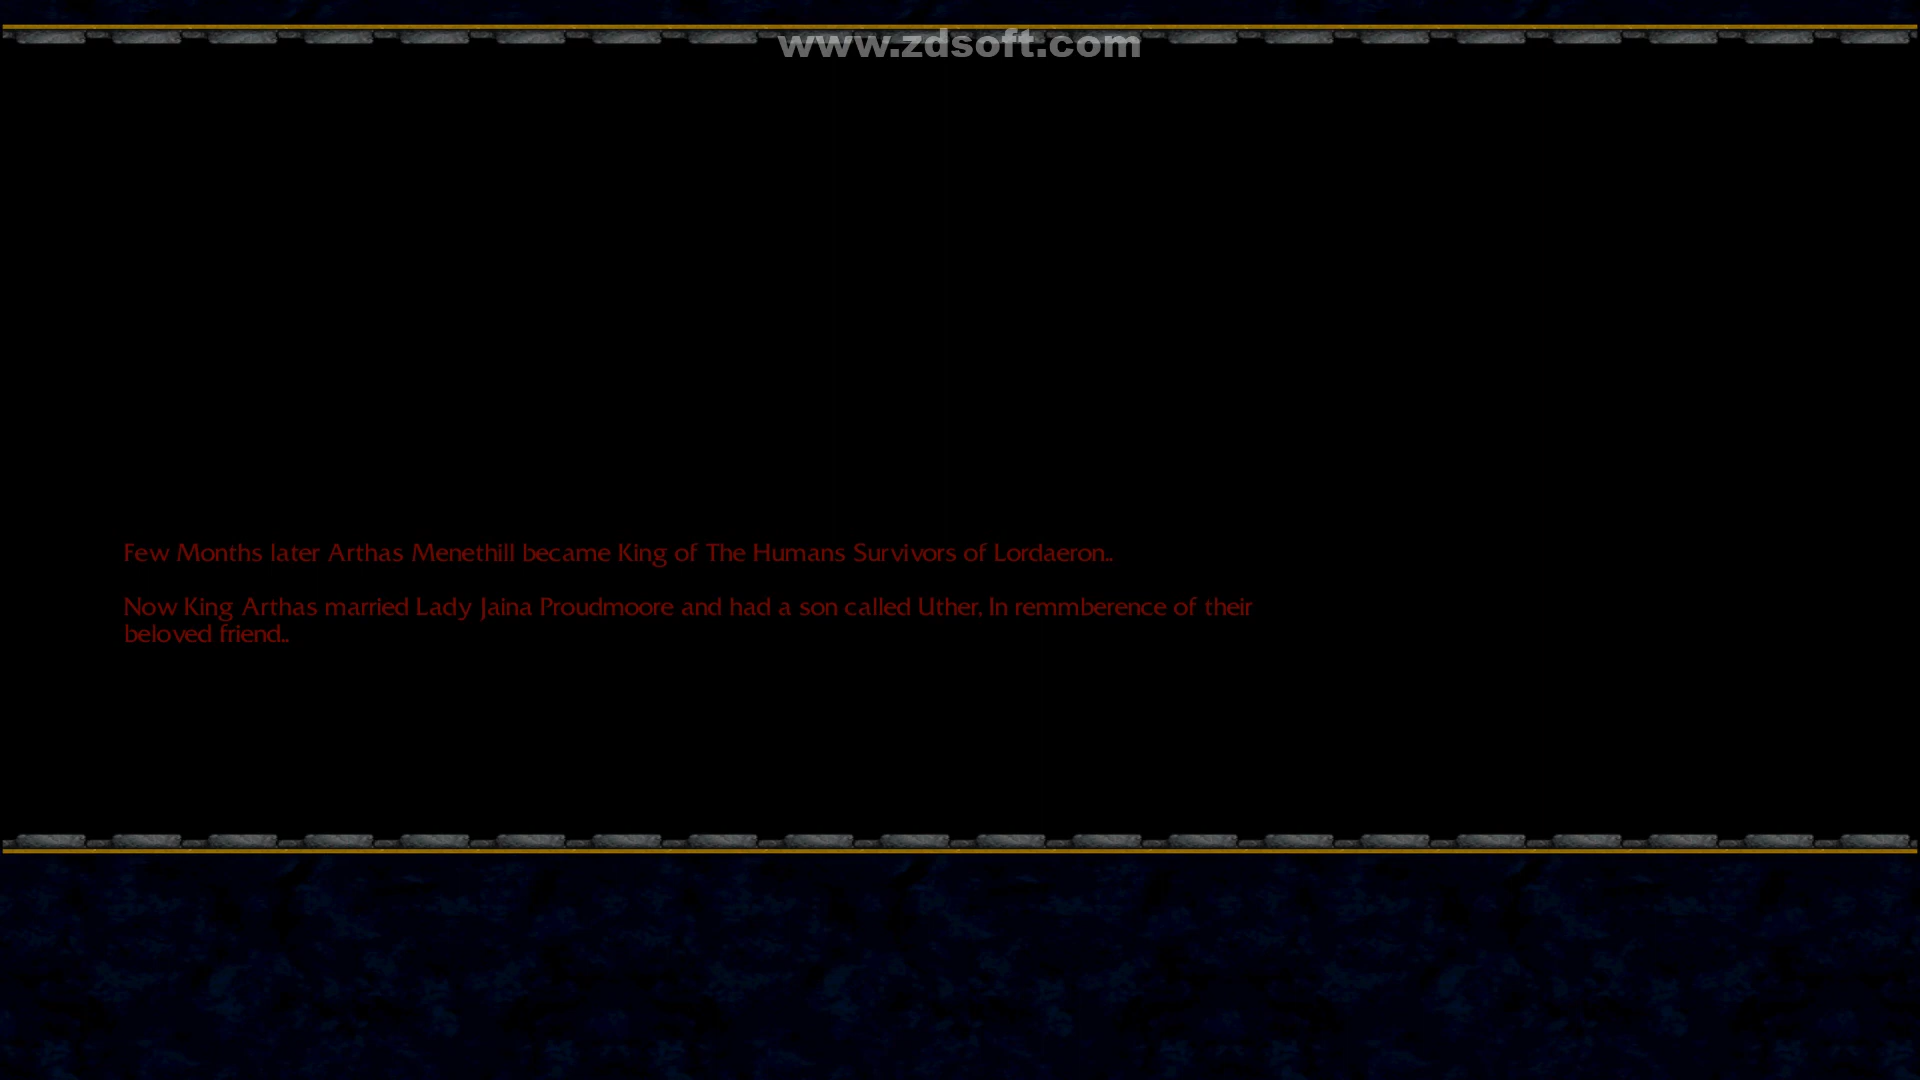 www.zdsoft.com
Few Months later Arthas Menethill became King of The Humans Survivors of Lordaeron..
Now King Arthas married Lady Jaina Proudmoore and had a son called Uther, In remmberence of their
beloved friend..